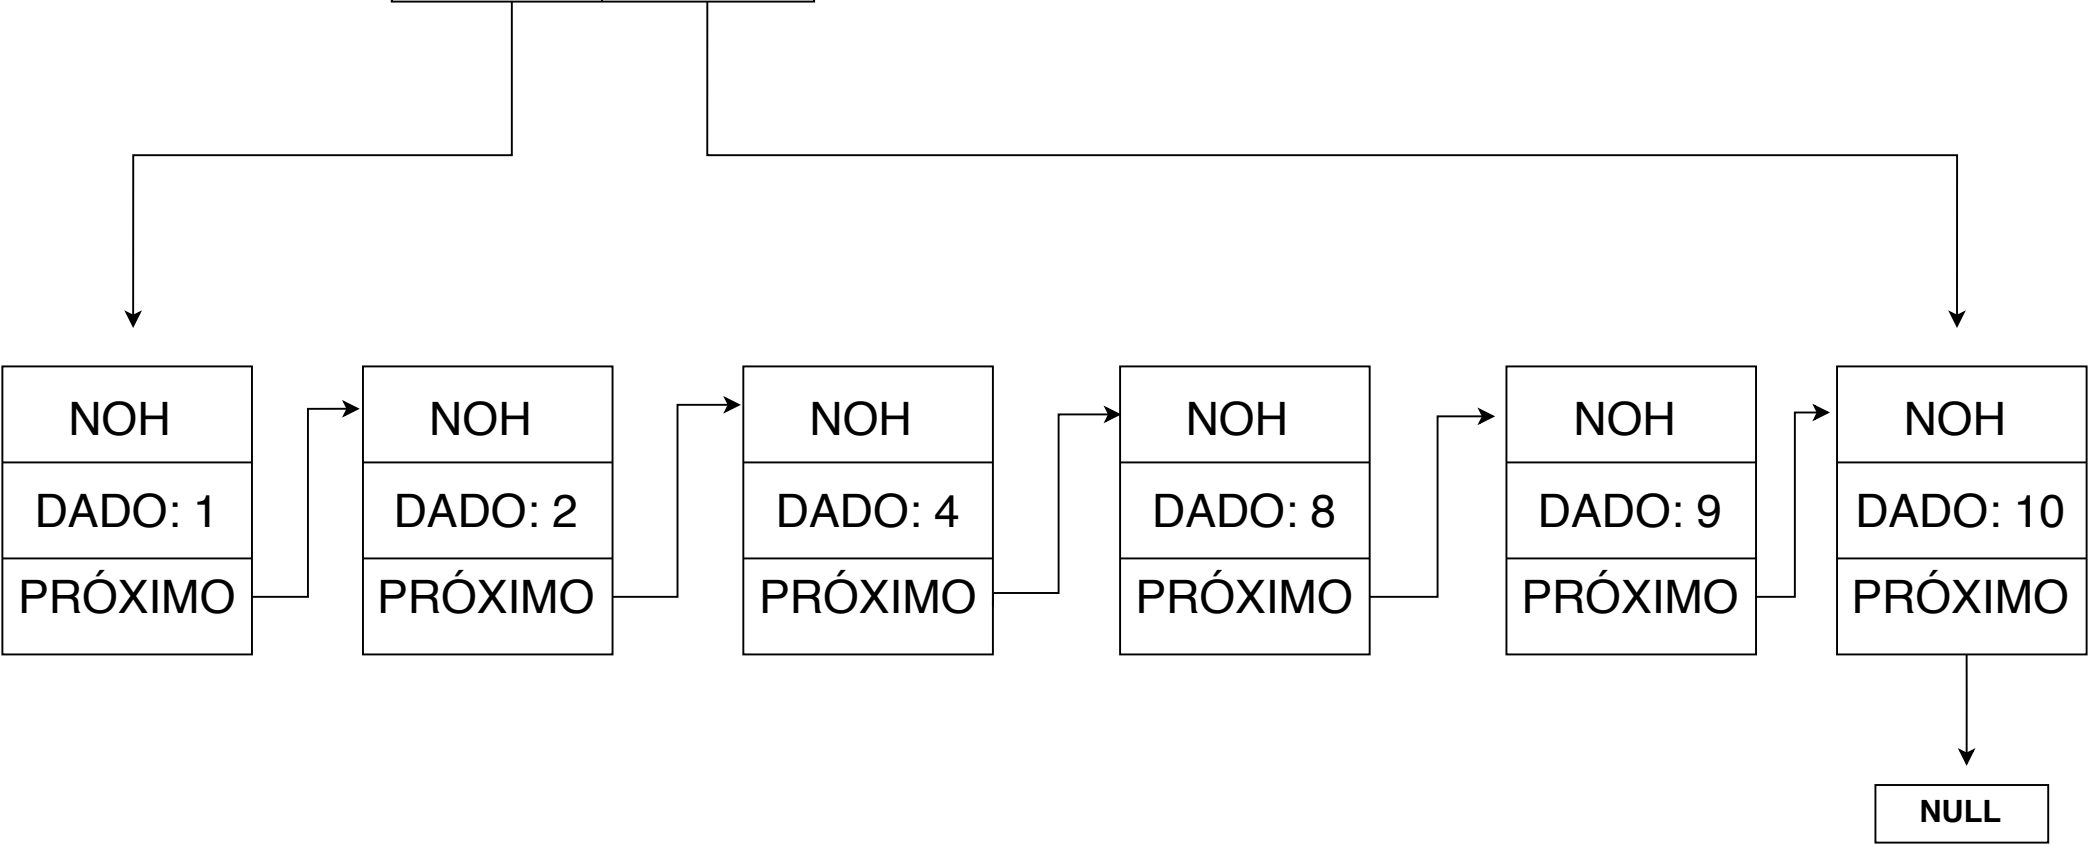 NOH NOH NOH NOH NOH NOH
DADO: 1 DADO: 2 DADO: 4 DADO: 8 DADO: 9 DADO: 10
PRÓXIMO PRÓXIMO PRÓXIMO PRÓXIMO PRÓXIMO PRÓXIMO
NULL